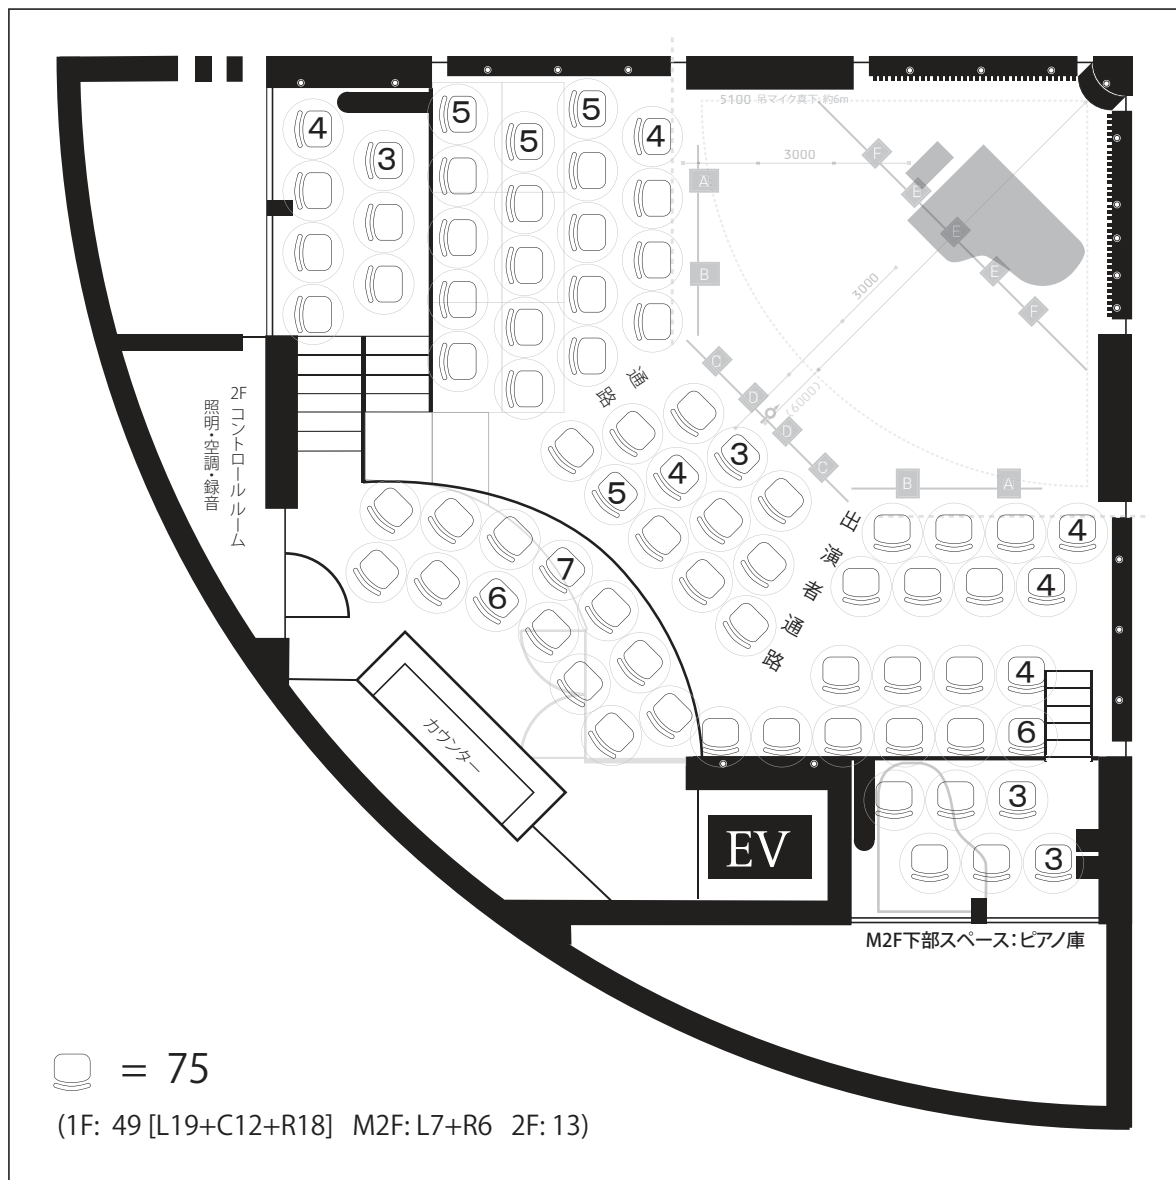 5100 吊マイク真下,約6m
3000
F
E
E
E
F
A
B
3000
(6000)
C
D
D
C
B
A
4
3
5
5
5
4
通路
3
4
5
7
6
出演者通路
4
4
4
6
3
3
2F コントロールルーム
照明・空調・録音
カウンター
EV
M2F下部スペース：ピアノ庫
= 75
(1F: 49 [L19+C12+R18] M2F: L7+R6 2F: 13)